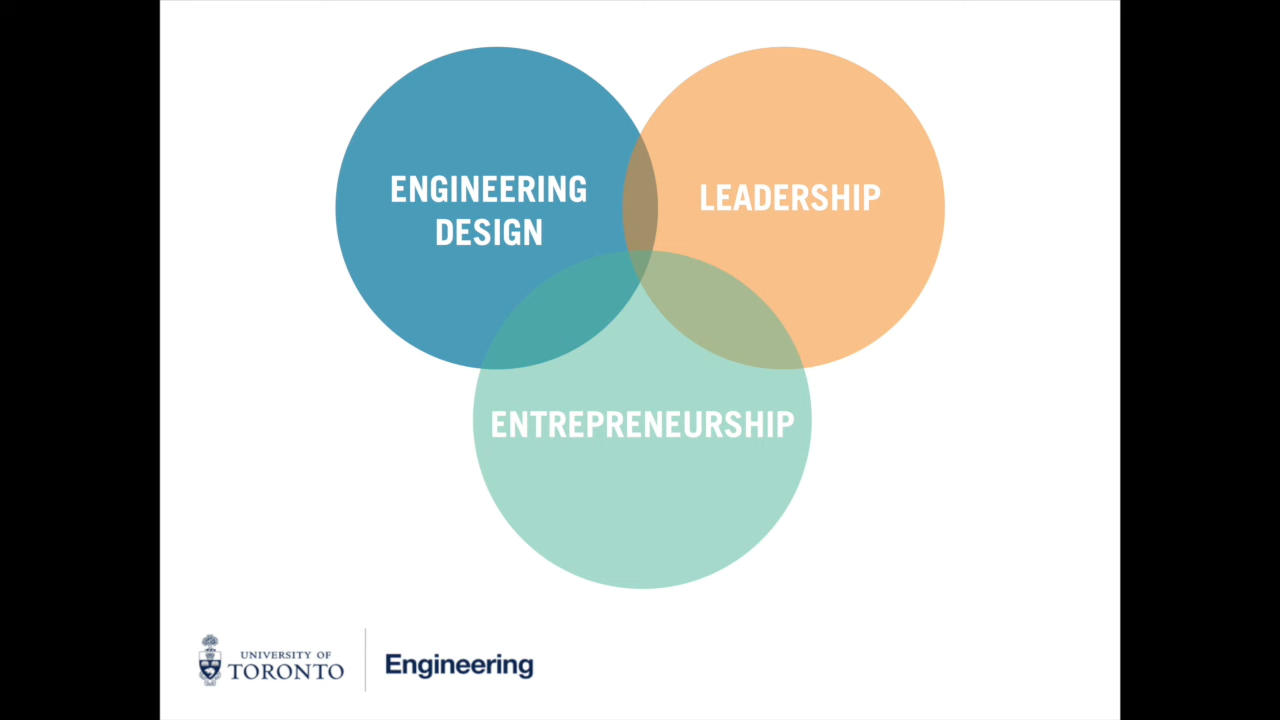 ENGINEERING
DESIGN
LEADERSHIP
ENTREPRENEURSHIP
UNIVERSITY OF
TORONTO
Engineering